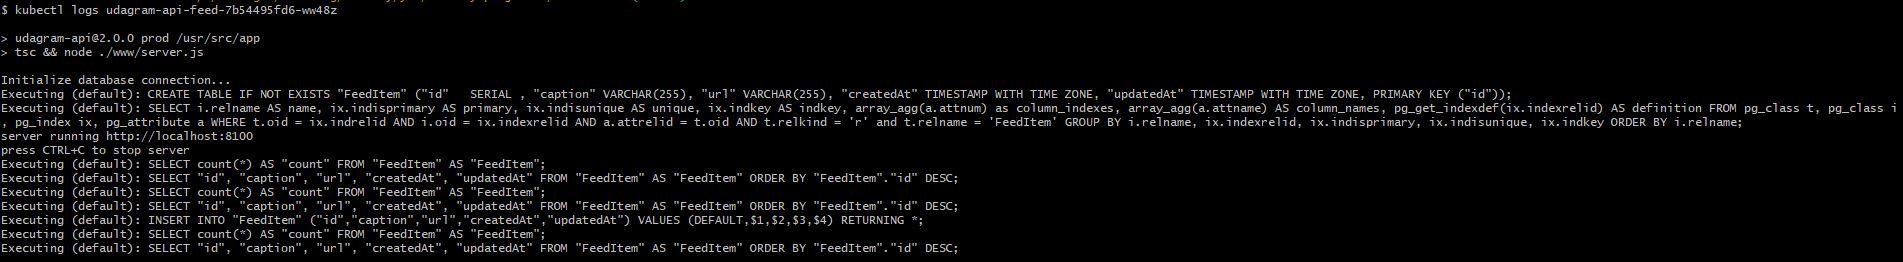 $ kubectl logs udagram-api-feed-7b54495fd6-ww48z
> udagram-api@2.0.0 prod /usr/src/app
> tsc && node ./www/server.js
Initialize database connection...
Executing (default): CREATE TABLE IF NOT EXISTS "FeedItem" ("id"   SERIAL , "caption" VARCHAR(255), "url" VARCHAR(255), "createdAt" TIMESTAMP WITH TIME ZONE, "updatedAt" TIMESTAMP WITH TIME ZONE, PRIMARY KEY ("id"));
Executing (default): SELECT i.relname AS name, ix.indisprimary AS primary, ix.indisunique AS unique, ix.indkey AS indkey, array_agg(a.attnum) as column_indexes, array_agg(a.attname) AS column_names, pg_get_indexdef(ix.indexrelid) AS definition FROM pg_class t, pg_class i
, pg_index ix, pg_attribute a WHERE t.oid = ix.indrelid AND i.oid = ix.indexrelid AND a.attrelid = t.oid AND t.relkind = 'r' and t.relname = 'FeedItem' GROUP BY i.relname, ix.indexrelid, ix.indisprimary, ix.indisunique, ix.indkey ORDER BY i.relname;
server running http://localhost:8100
press CTRL+C to stop server
Executing (default): SELECT count(*) AS "count" FROM "FeedItem" AS "FeedItem";
Executing (default): SELECT "id", "caption", "url", "createdAt", "updatedAt" FROM "FeedItem" AS "FeedItem" ORDER BY "FeedItem"."id" DESC;
Executing (default): SELECT count(*) AS "count" FROM "FeedItem" AS "FeedItem";
Executing (default): SELECT "id", "caption", "url", "createdAt", "updatedAt" FROM "FeedItem" AS "FeedItem" ORDER BY "FeedItem"."id" DESC;
Executing (default): INSERT INTO "FeedItem" ("id","caption","url","createdAt","updatedAt") VALUES (DEFAULT,$1,$2,$3,$4) RETURNING *;
Executing (default): SELECT count(*) AS "count" FROM "FeedItem" AS "FeedItem";
Executing (default): SELECT "id", "caption", "url", "createdAt", "updatedAt" FROM "FeedItem" AS "FeedItem" ORDER BY "FeedItem"."id" DESC;